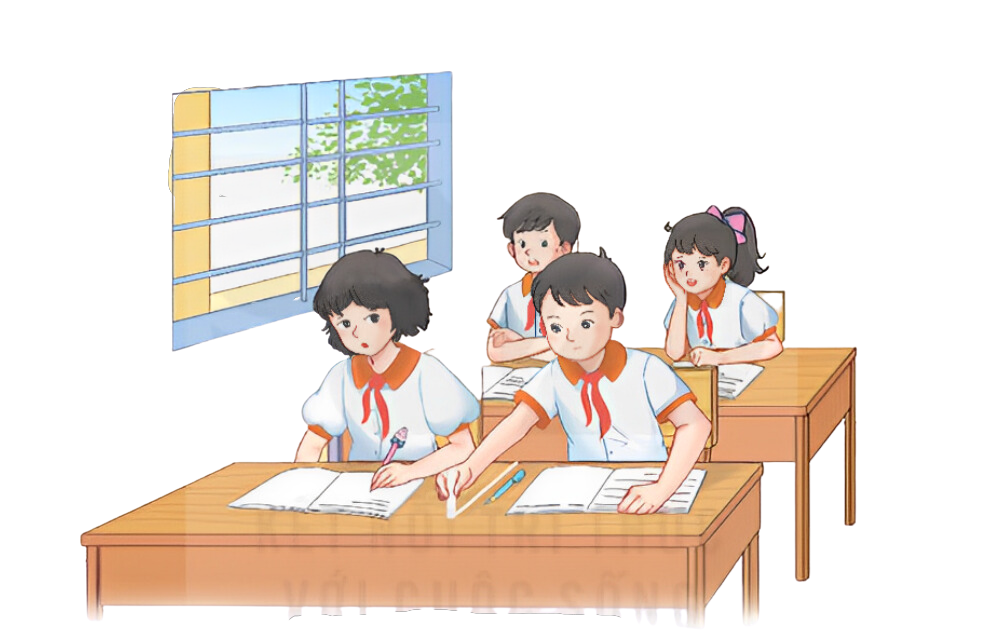 KẾT NỐI TRI THỨC
VỚI CUỘC SỐNG